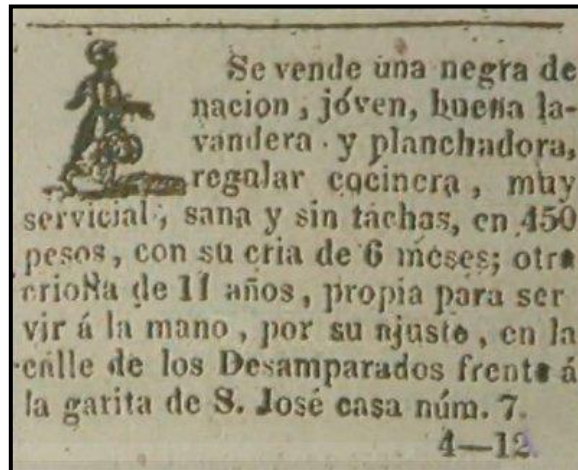 Se vende una negra de
nacion, jóven, buena la-
vandera y planchadora,
regular cocinera, muy
servicial, sana y sin tachas, en 450
pesos, con su cria de 6 meses; otra
criolla de 11 años, propia para ser
vir á la mano, por su ajuste, en la
calle de los Desamparados frente á
la garita de S. José casa núm. 7.
4—12.